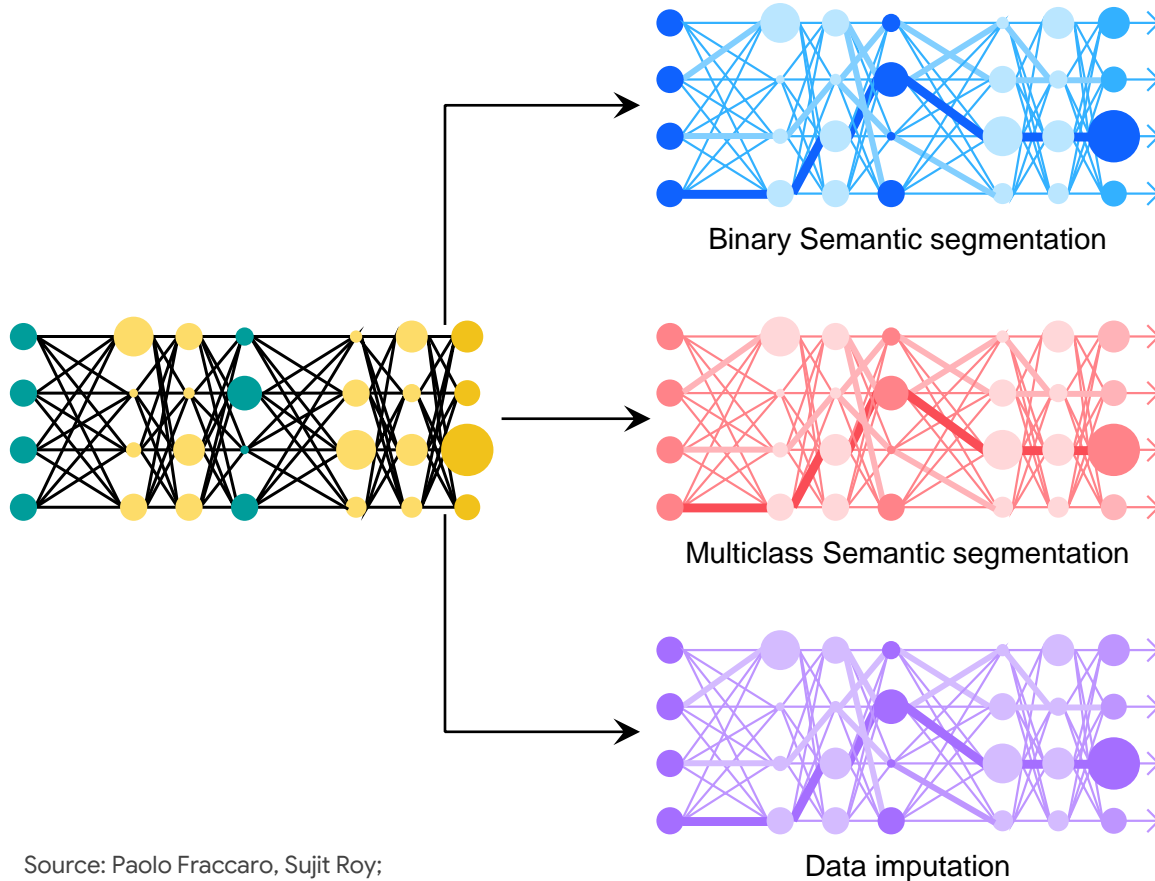 Binary Semantic segmentation
Multiclass Semantic segmentation
Data imputation
Source: Paolo Fraccaro, Sujit Roy;